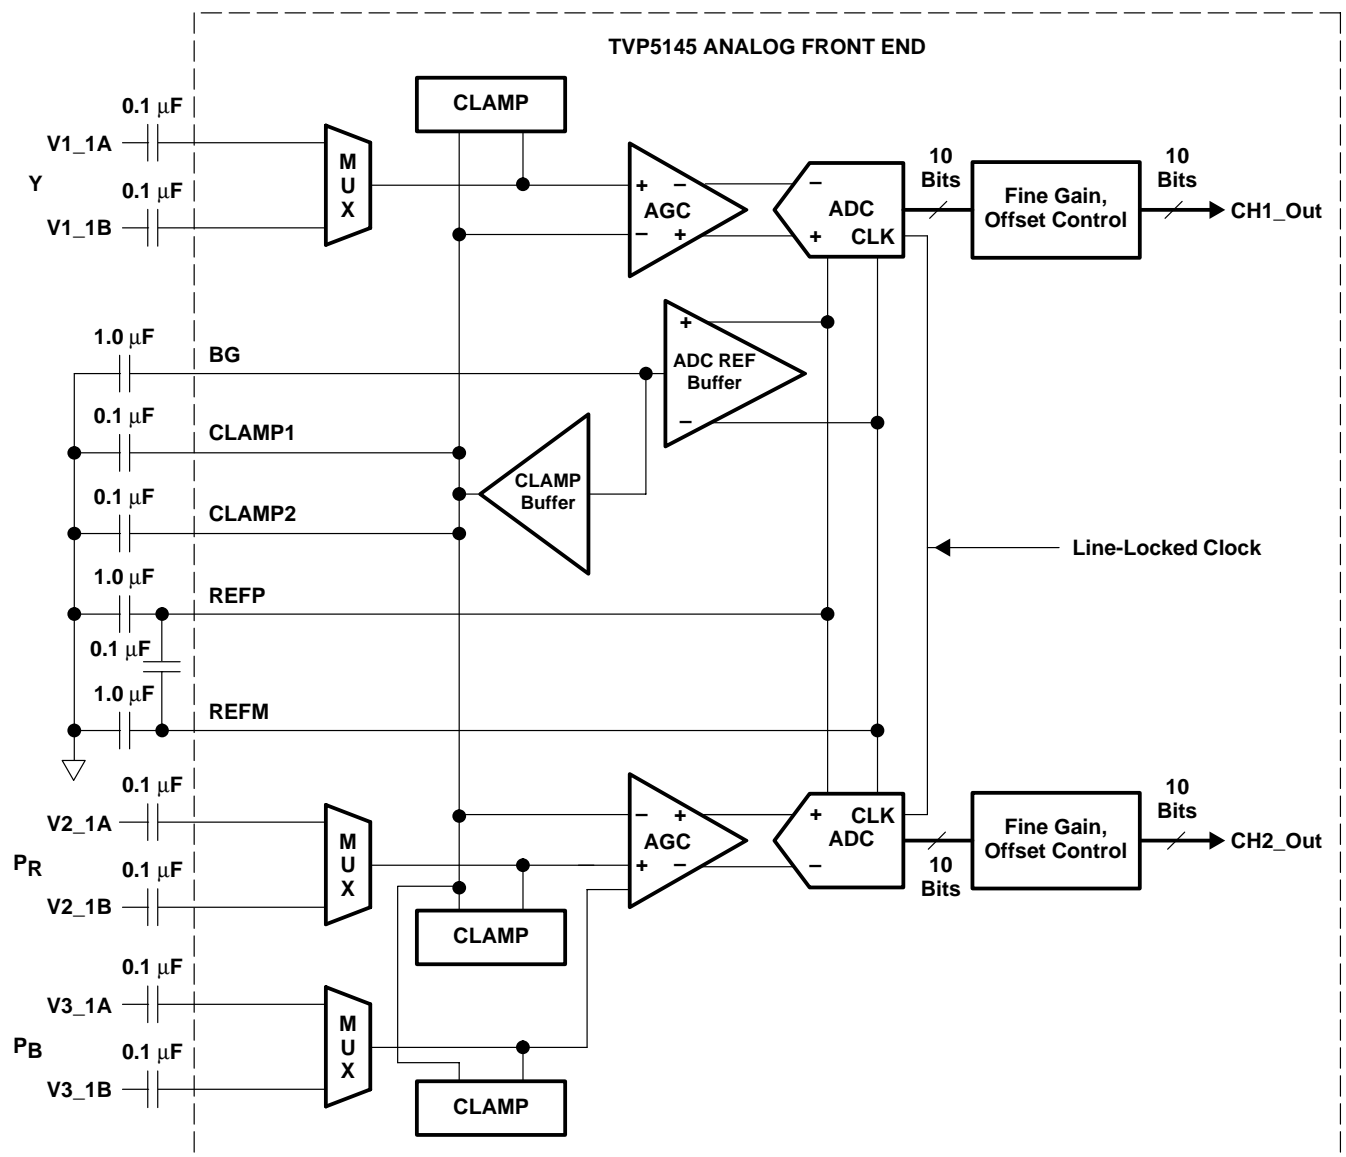 TVP5145 ANALOG FRONT END
0.1 μF
V1_1A
Y
0.1 μF
V1_1B
M
U
X
CLAMP
+ −
AGC
− +
−
ADC
+ CLK
10
Bits
Fine Gain,
Offset Control
10
Bits
CH1_Out
1.0 μF
BG
+
ADC REF
Buffer
−
0.1 μF
CLAMP1
CLAMP
Buffer
0.1 μF
CLAMP2
Line-Locked Clock
1.0 μF
REFP
0.1 μF
1.0 μF
REFM
0.1 μF
V2_1A
PR
0.1 μF
V2_1B
M
U
X
CLAMP
− +
AGC
+ −
+ CLK
ADC
−
10
Bits
Fine Gain,
Offset Control
10
Bits
CH2_Out
0.1 μF
V3_1A
PB
0.1 μF
V3_1B
M
U
X
CLAMP